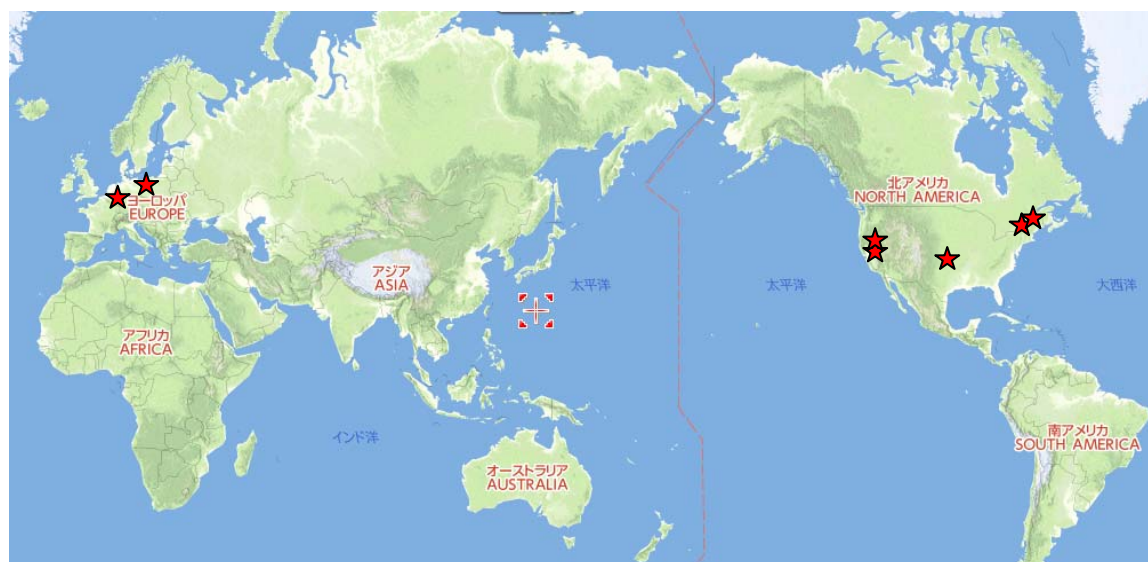 北アメリカ
NORTH AMERICA
ヨーロッパ
EUROPE
アジア
ASIA
太平洋
太平洋
大西洋
アフリカ
AFRICA
インド洋
南アメリカ
SOUTH AMERICA
オーストラリア
AUSTRALIA